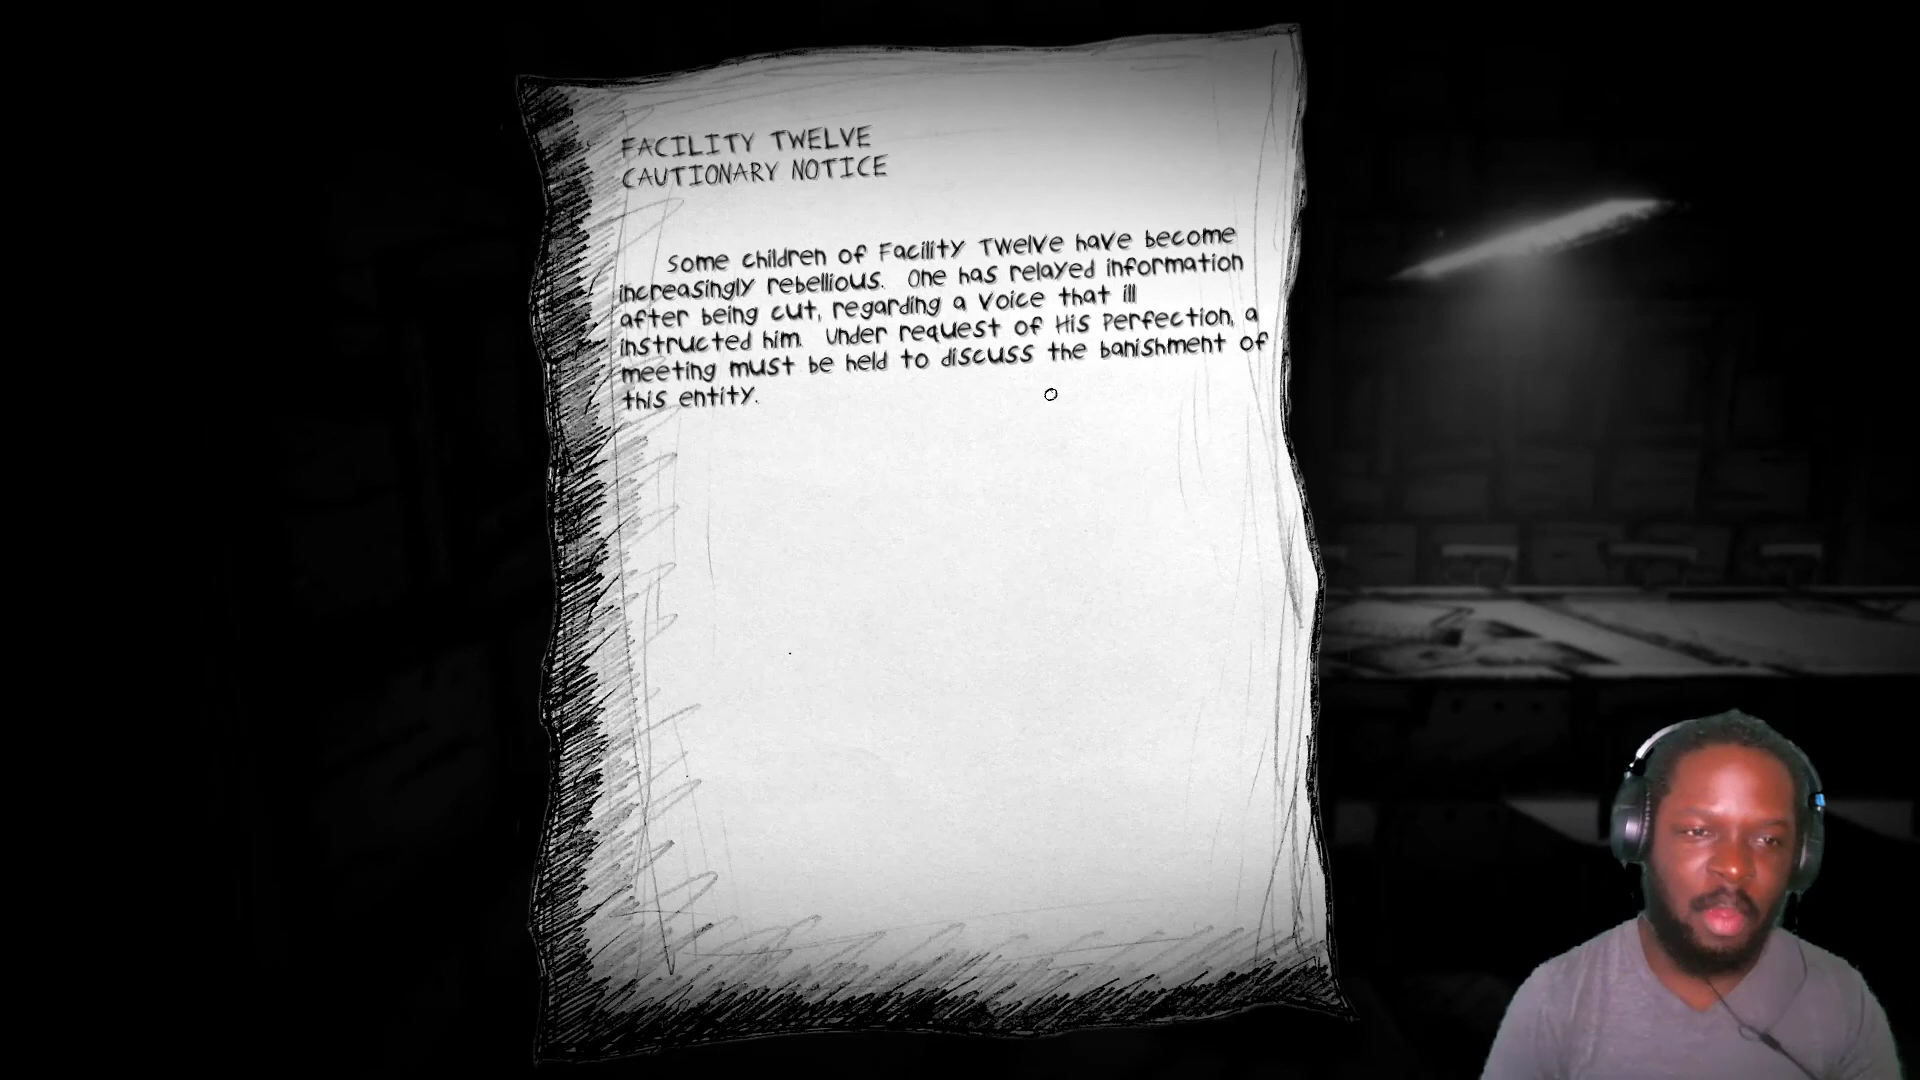 FACILITY TWELVE
CAUTIONARY NOTICE
Some children of Facility Twelve have become
increasingly rebellious. One has relayed information
after being cut, regarding a voice that ill
instructed him. Under request of His Perfection, a
meeting must be held to discuss the banishment of
this entity.